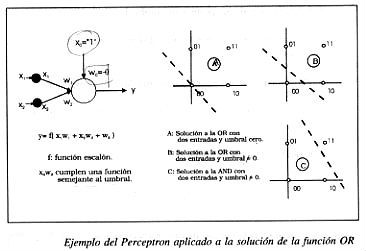 X₀="1"
W₀=-θ
X₁
X₁
W₁
X₂
X₂
W₂
y
y= f( x₁w₁ + x₂w₂ + w₀ )
f: función escalón.
x₀w₀ cumplen una función
semejante al umbral.
01
11
A
00
10
01
11
B
00
10
A: Solución a la OR con
dos entradas y umbral cero.
B: Solución a la OR con
dos entradas y umbral ≠ 0.
C: Solución a la AND con dos
entradas y umbral ≠ 0.
01
11
C
00
10
Ejemplo del Perceptron aplicado a la solución de la función OR